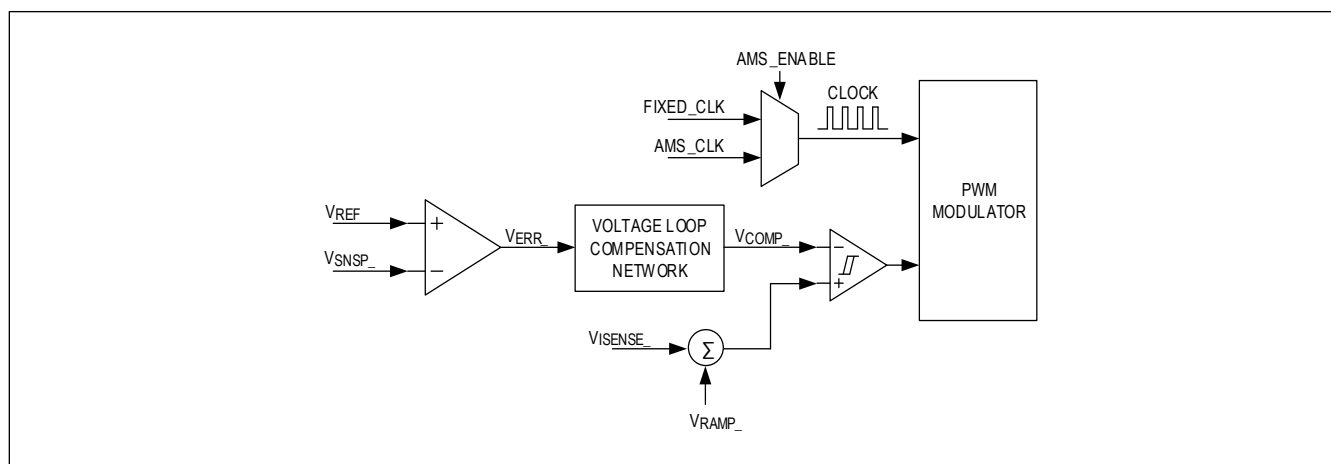 AMS_ENABLE
FIXED_CLK
CLOCK
AMS_CLK
PWM
MODULATOR
VREF
+
VERR_
VOLTAGE LOOP
COMPENSATION
NETWORK
VCOMP_
−
VSNSP_
−
+
VISENSE_
Σ
VRAMP_